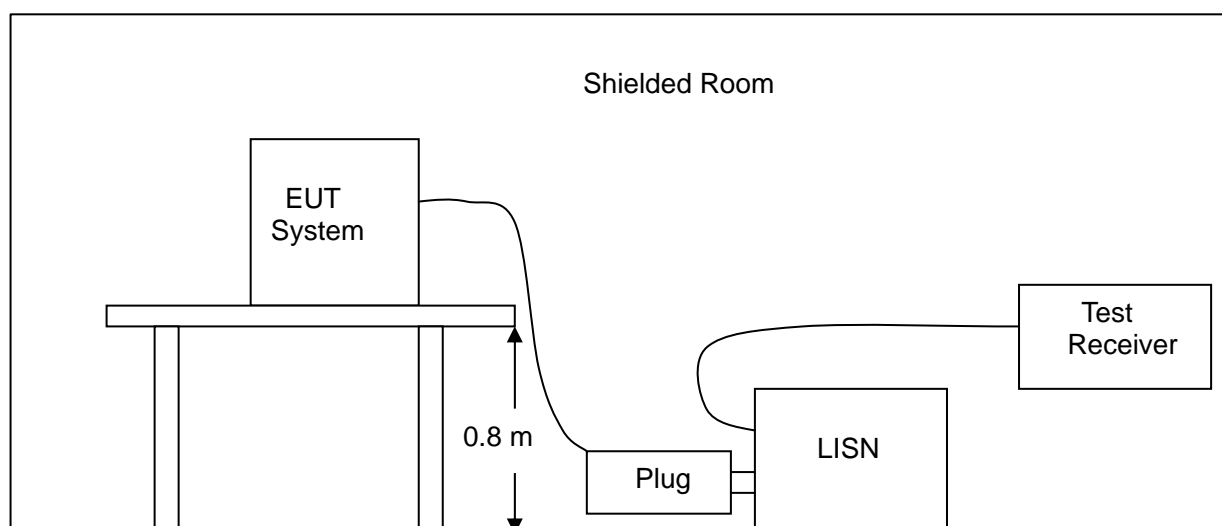 Shielded Room
EUT
System
Test
Receiver
0.8 m
LISN
Plug